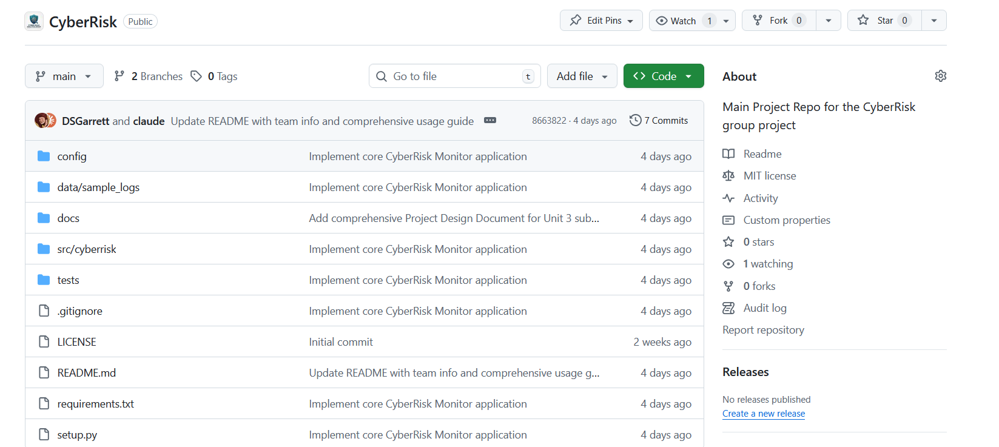 CyberRisk Public
Edit Pins Watch 1 Fork 0 Star 0
main 2 Branches 0 Tags Go to file t Add file Code
DSGarrett and claude Update README with team info and comprehensive usage guide 8663822 · 4 days ago 7 Commits
config Implement core CyberRisk Monitor application 4 days ago
data/sample_logs Implement core CyberRisk Monitor application 4 days ago
docs Add comprehensive Project Design Document for Unit 3 sub... 4 days ago
src/cyberrisk Implement core CyberRisk Monitor application 4 days ago
tests Implement core CyberRisk Monitor application 4 days ago
.gitignore Implement core CyberRisk Monitor application 4 days ago
LICENSE Initial commit 2 weeks ago
README.md Update README with team info and comprehensive usage g... 4 days ago
requirements.txt Implement core CyberRisk Monitor application 4 days ago
setup.py Implement core CyberRisk Monitor application 4 days ago
About
Main Project Repo for the CyberRisk
group project
Readme
MIT license
Activity
Custom properties
0 stars
1 watching
0 forks
Audit log
Report repository
Releases
No releases published
Create a new release